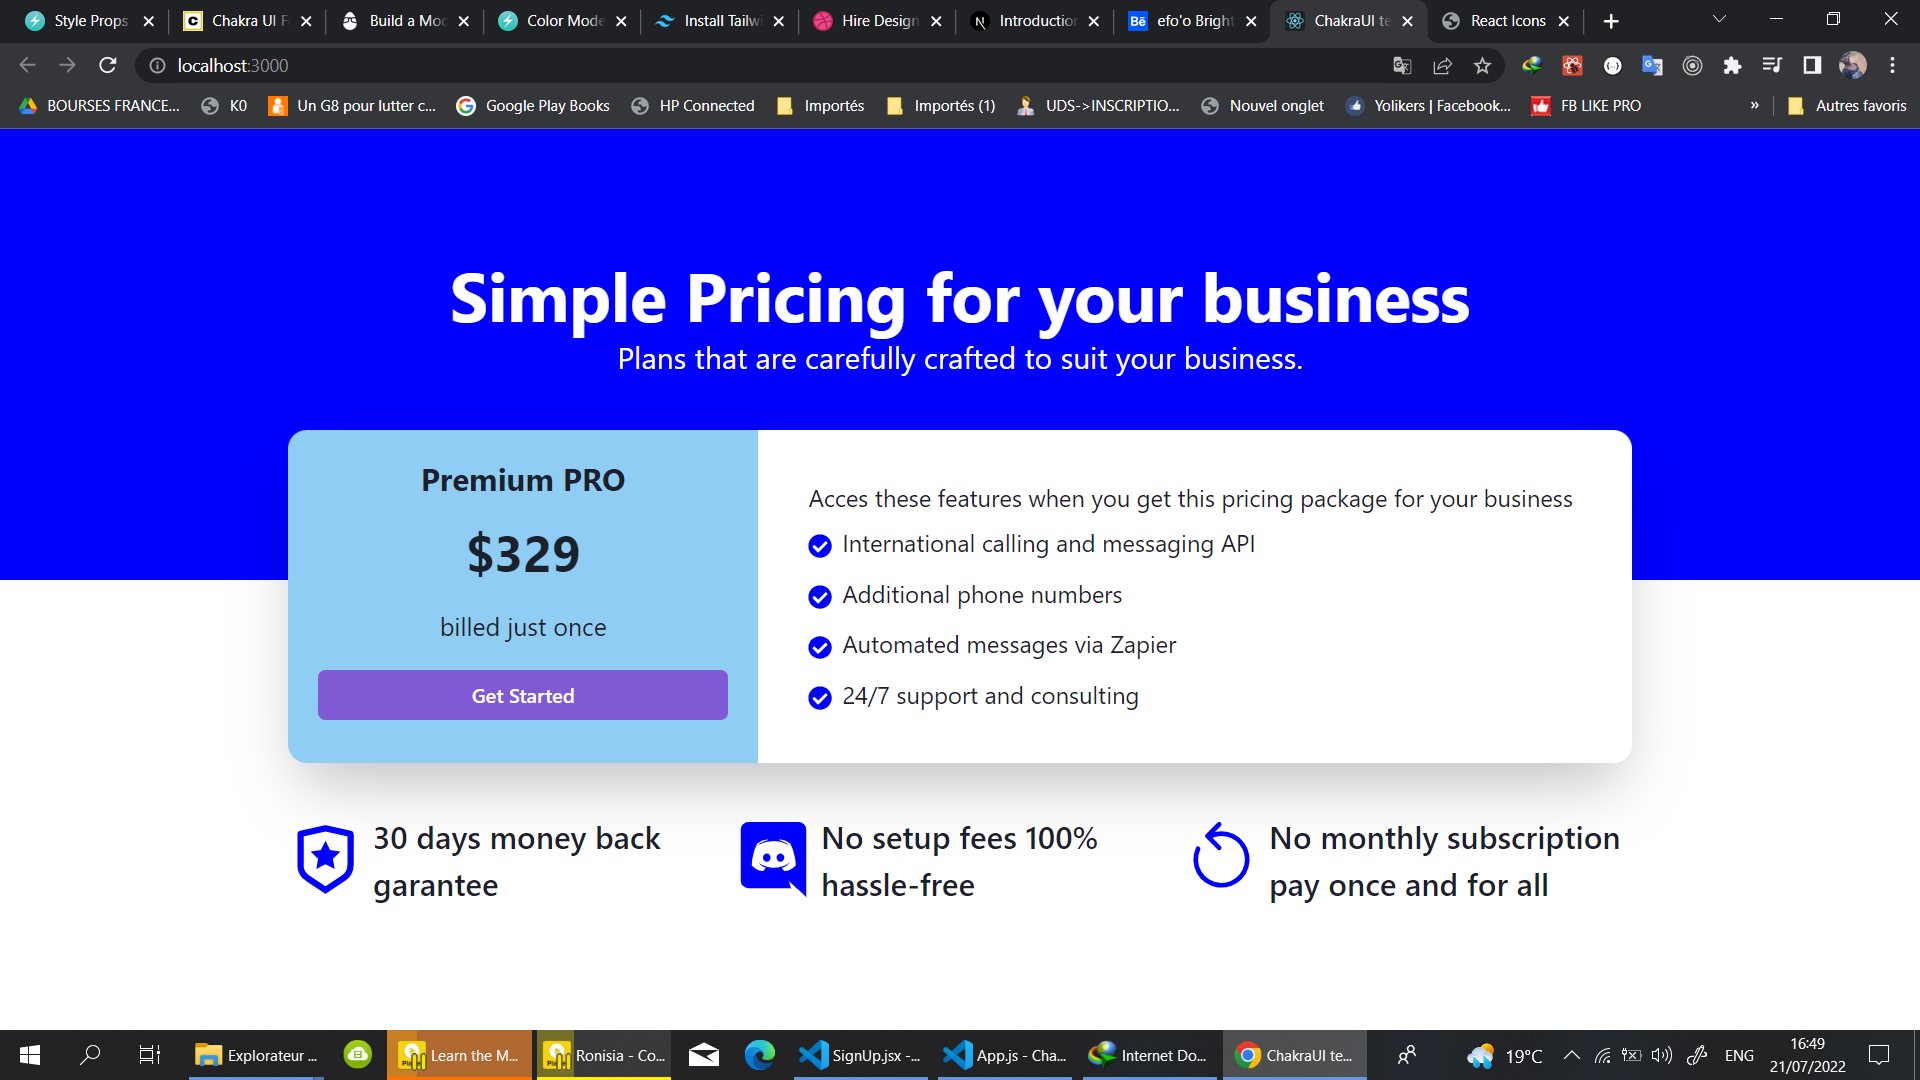 Style Props
Chakra UI F
Build a Moc
Color Mode
Install Tailwi
Hire Design
Introduction
efo'o Bright
ChakraUI te
React Icons
localhost:3000
BOURSES FRANCE...
K0
Un G8 pour lutter c...
Google Play Books
HP Connected
Importés
Importés (1)
UDS->INSCRIPTIO...
Nouvel onglet
Yolikers | Facebook...
FB LIKE PRO
»
Autres favoris
Simple Pricing for your business
Plans that are carefully crafted to suit your business.
Premium PRO
$329
billed just once
Get Started
Acces these features when you get this pricing package for your business
International calling and messaging API
Additional phone numbers
Automated messages via Zapier
24/7 support and consulting
30 days money back
garantee
No setup fees 100%
hassle-free
No monthly subscription
pay once and for all
Explorateur ...
Learn the M...
Ronisia - Co...
SignUp.jsx -...
App.js - Cha...
Internet Do...
ChakraUI te...
19°C
ENG
16:49
21/07/2022